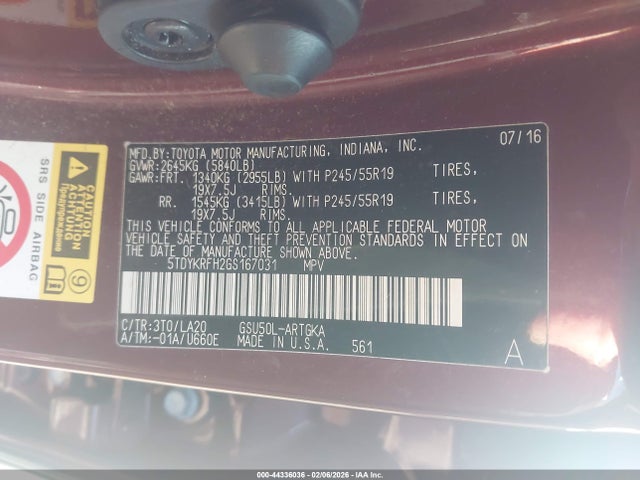 07/16
MFD.BY:TOYOTA MOTOR MANUFACTURING, INDIANA, INC.
GVWR:2645KG (5840LB)
GAWR:FRT. 1340KG (2955LB) WITH P245/55R19 TIRES,
19X7.5J RIMS.
RR. 1545KG (3415LB) WITH P245/55R19 TIRES,
19X7.5J RIMS.
THIS VEHICLE CONFORMS TO ALL APPLICABLE FEDERAL MOTOR
VEHICLE SAFETY AND THEFT PREVENTION STANDARDS IN EFFECT ON
THE DATE OF MANUFACTURE SHOWN ABOVE.
5TDYKRFH26S167031 MPV
C/TR:3T0/LA20 GSU50L-ARTGKA
A/TM:-01A/U660E MADE IN U.S.A. 561
A
SRS SIDE AIRBAG
9
000-44336036 - 02/06/2026 - IAA Inc.